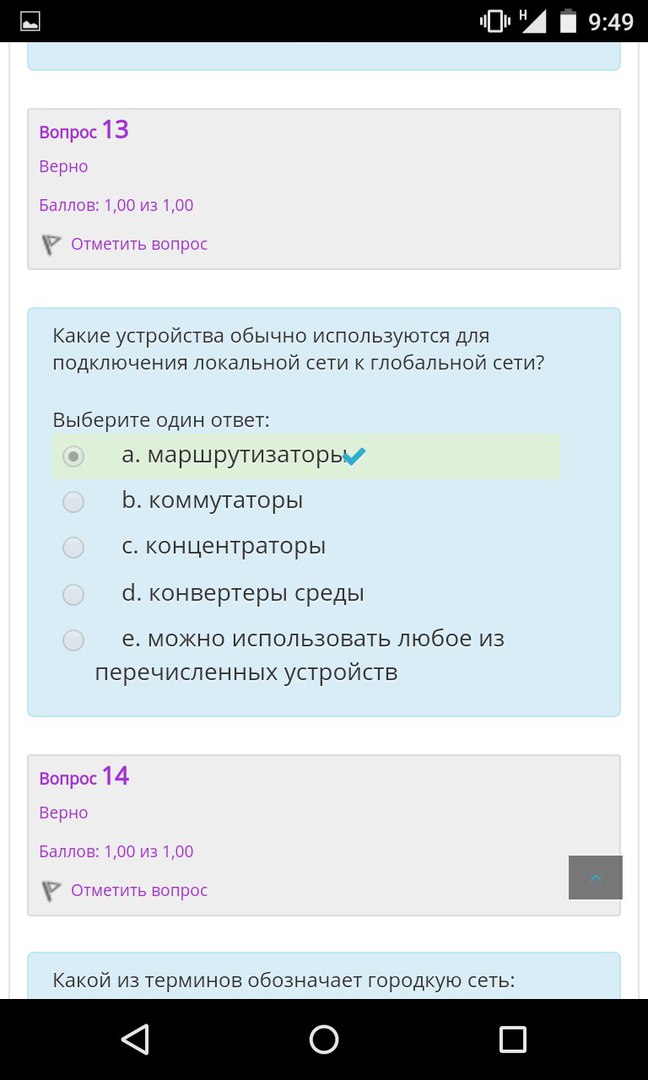 H 9:49
Вопрос 13
Верно
Баллов: 1,00 из 1,00
Отметить вопрос
Какие устройства обычно используются для
подключения локальной сети к глобальной сети?
Выберите один ответ:
a. маршрутизаторы
b. коммутаторы
c. концентраторы
d. конвертеры среды
e. можно использовать любое из
перечисленных устройств
Вопрос 14
Верно
Баллов: 1,00 из 1,00
Отметить вопрос
Какой из терминов обозначает городкую сеть: